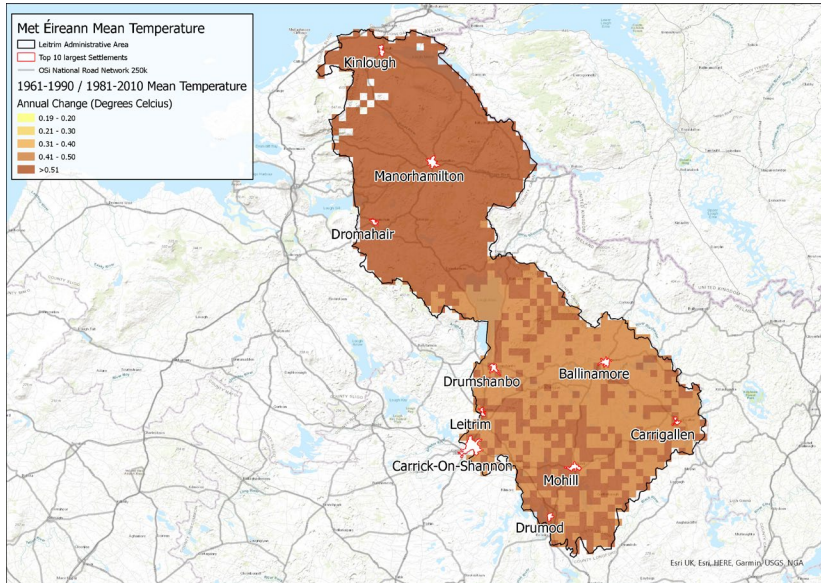 Met Éireann Mean Temperature
Leitrim Administrative Area
Top 10 largest Settlements
OSi National Road Network 250k
1961-1990 / 1981-2010 Mean Temperature
Annual Change (Degrees Celcius)
0.19 - 0.20
0.21 - 0.30
0.31 - 0.40
0.41 - 0.50
>0.51
Kinlough
Manorhamilton
Dromahair
Drumshanbo
Ballinamore
Leitrim
Carrigallen
Carrick-On-Shannon
Mohill
Drumod
Esri UK, Esri, HERE, Garmin, USGS, NGA